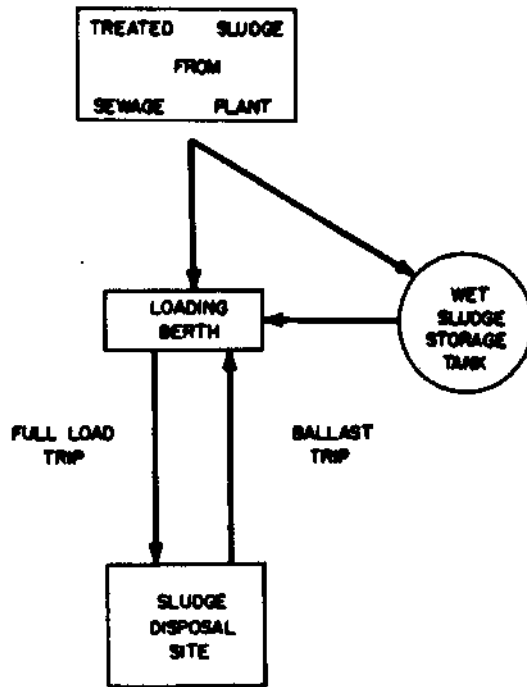 TREATED SLUDGE
FROM
SEWAGE PLANT
LOADING
BERTH
WET
SLUDGE
STORAGE
TANK
FULL LOAD
TRIP
BALLAST
TRIP
SLUDGE
DISPOSAL
SITE